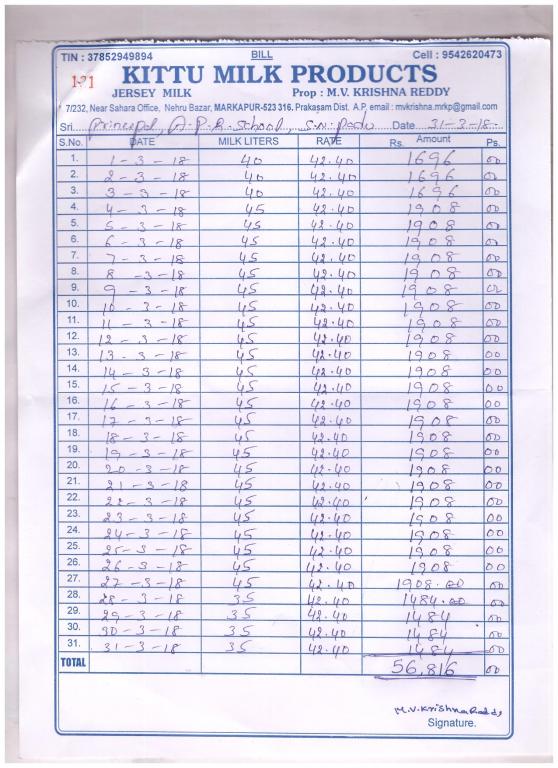 TIN : 37852949894 BILL Cell : 9542620473
KITTU MILK PRODUCTS
JERSEY MILK Prop : M.V. KRISHNA REDDY
7/232, Near Sahara Office, Nehru Bazar, MARKAPUR-523 316. Prakasam Dist. A.P. email : mvkrishna.mrkp@gmail.com
Sri. Principal, A.P.R. School, S.N. Padu Date 31-3-18
S.No. DATE MILK LITERS RATE Rs. Amount Ps.
1. 1-3-18 40 42.40 1696 00
2. 2-3-18 40 42.40 1696 00
3. 3-3-18 40 42.40 1696 00
4. 4-3-18 45 42.40 1908 00
5. 5-3-18 45 42.40 1908 00
6. 6-3-18 45 42.40 1908 00
7. 7-3-18 45 42.40 1908 00
8. 8-3-18 45 42.40 1908 00
9. 9-3-18 45 42.40 1908 00
10. 10-3-18 45 42.40 1908 00
11. 11-3-18 45 42.40 1908 00
12. 12-3-18 45 42.40 1908 00
13. 13-3-18 45 42.40 1908 00
14. 14-3-18 45 42.40 1908 00
15. 15-3-18 45 42.40 1908 00
16. 16-3-18 45 42.40 1908 00
17. 17-3-18 45 42.40 1908 00
18. 18-3-18 45 42.40 1908 00
19. 19-3-18 45 42.40 1908 00
20. 20-3-18 45 42.40 1908 00
21. 21-3-18 45 42.40 1908 00
22. 22-3-18 45 42.40 1908 00
23. 23-3-18 45 42.40 1908 00
24. 24-3-18 45 42.40 1908 00
25. 25-3-18 45 42.40 1908 00
26. 26-3-18 45 42.40 1908 00
27. 27-3-18 45 42.40 1908.00 00
28. 28-3-18 35 42.40 1484.00 00
29. 29-3-18 35 42.40 1484 00
30. 30-3-18 35 42.40 1484 00
31. 31-3-18 35 42.40 1484 00
TOTAL 56,816 00
M.V. Krishna Reddy
Signature.